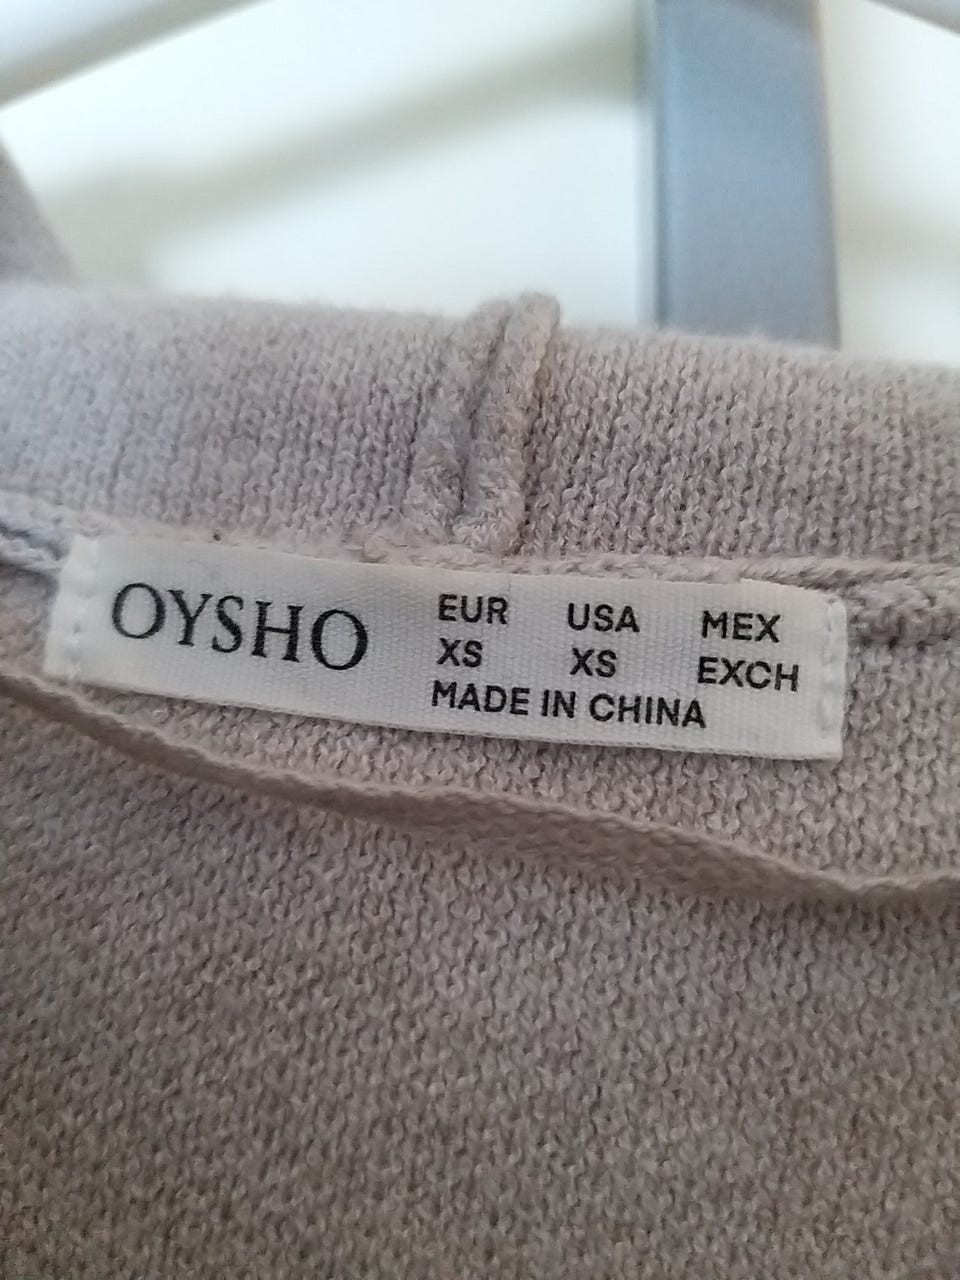 OYSHO
EUR USA MEX
XS XS EXCH
MADE IN CHINA